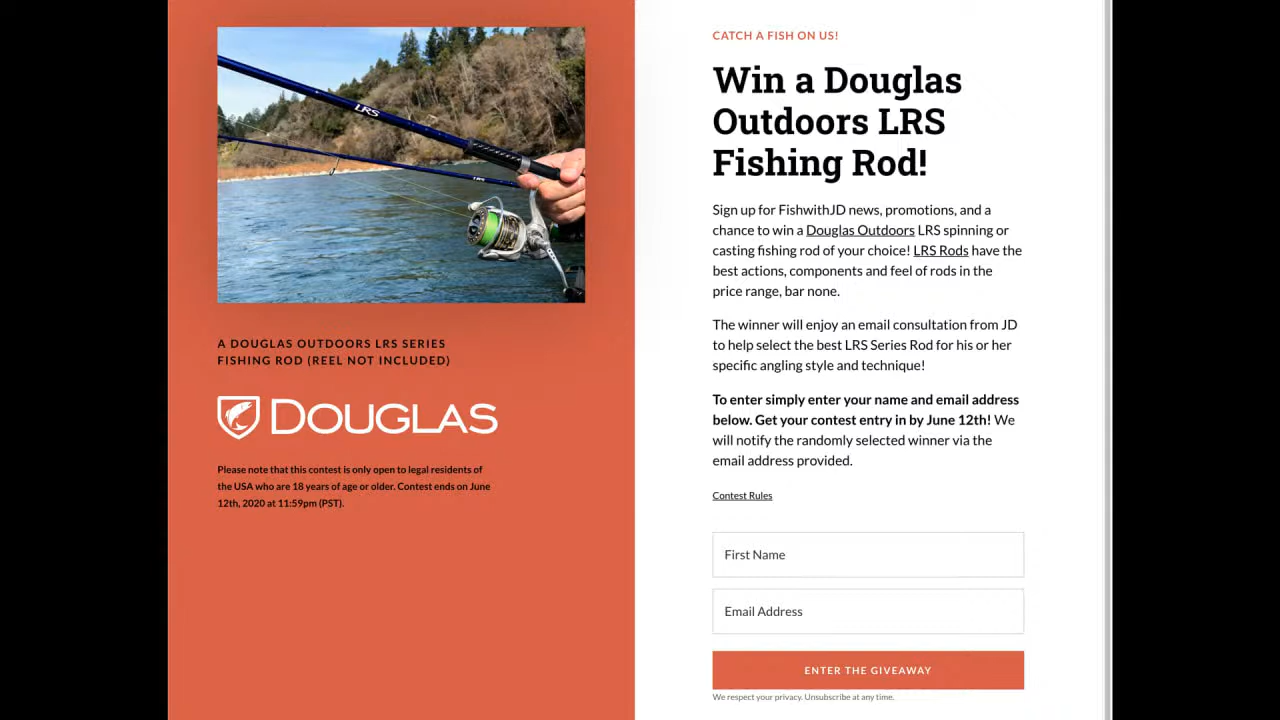 LRS
LRS
A DOUGLAS OUTDOORS LRS SERIES
FISHING ROD (REEL NOT INCLUDED)
DOUGLAS
Please note that this contest is only open to legal residents of
the USA who are 18 years of age or older. Contest ends on June
12th, 2020 at 11:59pm (PST).
CATCH A FISH ON US!
Win a Douglas
Outdoors LRS
Fishing Rod!
Sign up for FishwithJD news, promotions, and a
chance to win a Douglas Outdoors LRS spinning or
casting fishing rod of your choice! LRS Rods have the
best actions, components and feel of rods in the
price range, bar none.
The winner will enjoy an email consultation from JD
to help select the best LRS Series Rod for his or her
specific angling style and technique!
To enter simply enter your name and email address
below. Get your contest entry in by June 12th! We
will notify the randomly selected winner via the
email address provided.
Contest Rules
First Name
Email Address
ENTER THE GIVEAWAY
We respect your privacy. Unsubscribe at any time.